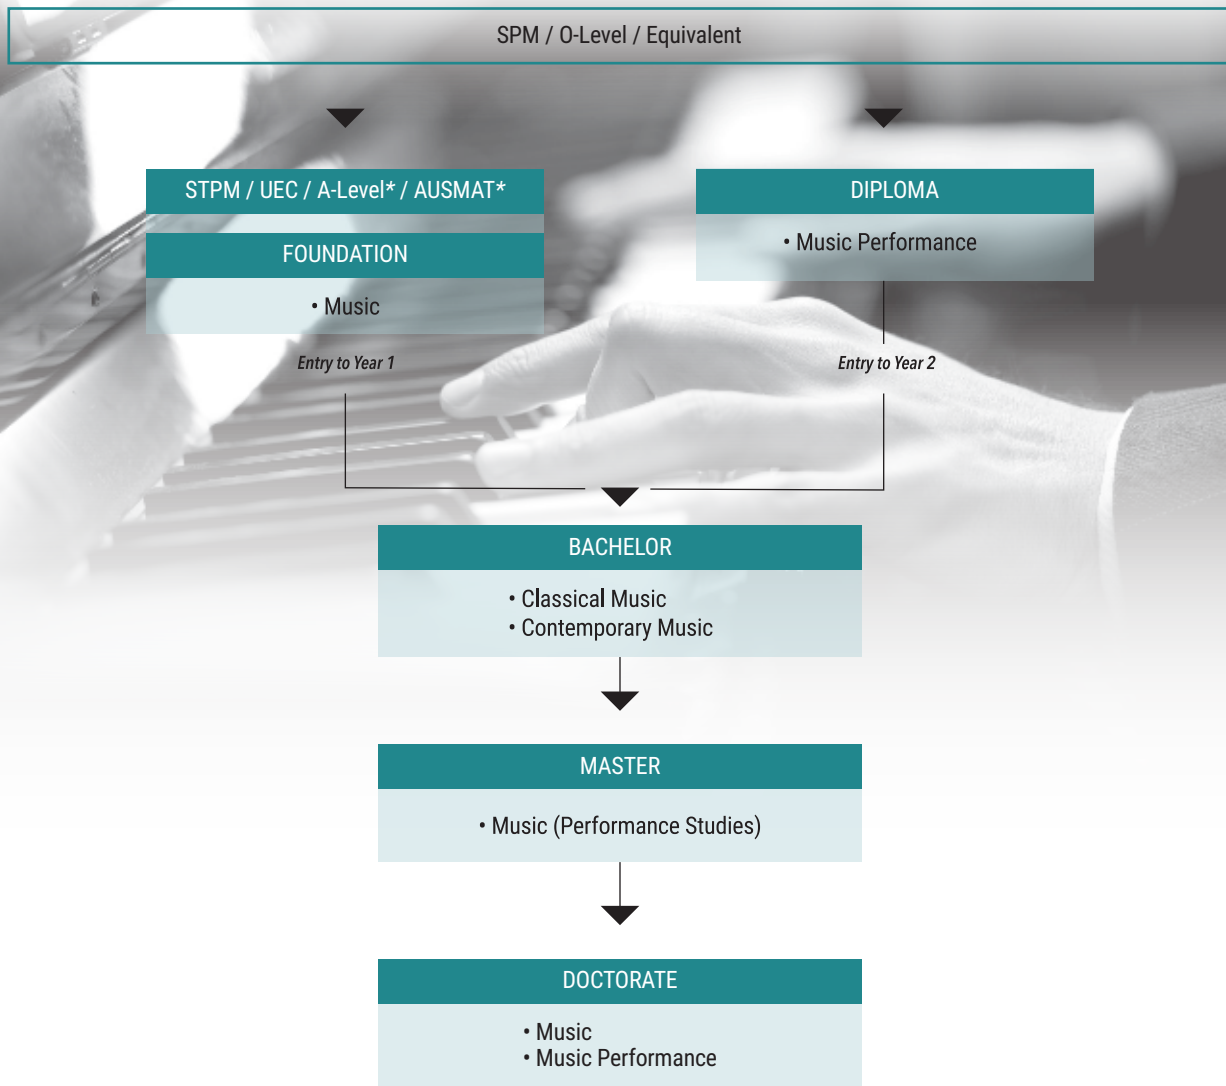 SPM / O-Level / Equivalent
STPM / UEC / A-Level* / AUSMAT*
FOUNDATION
• Music
Entry to Year 1
DIPLOMA
• Music Performance
Entry to Year 2
BACHELOR
• Classical Music
• Contemporary Music
MASTER
• Music (Performance Studies)
DOCTORATE
• Music
• Music Performance